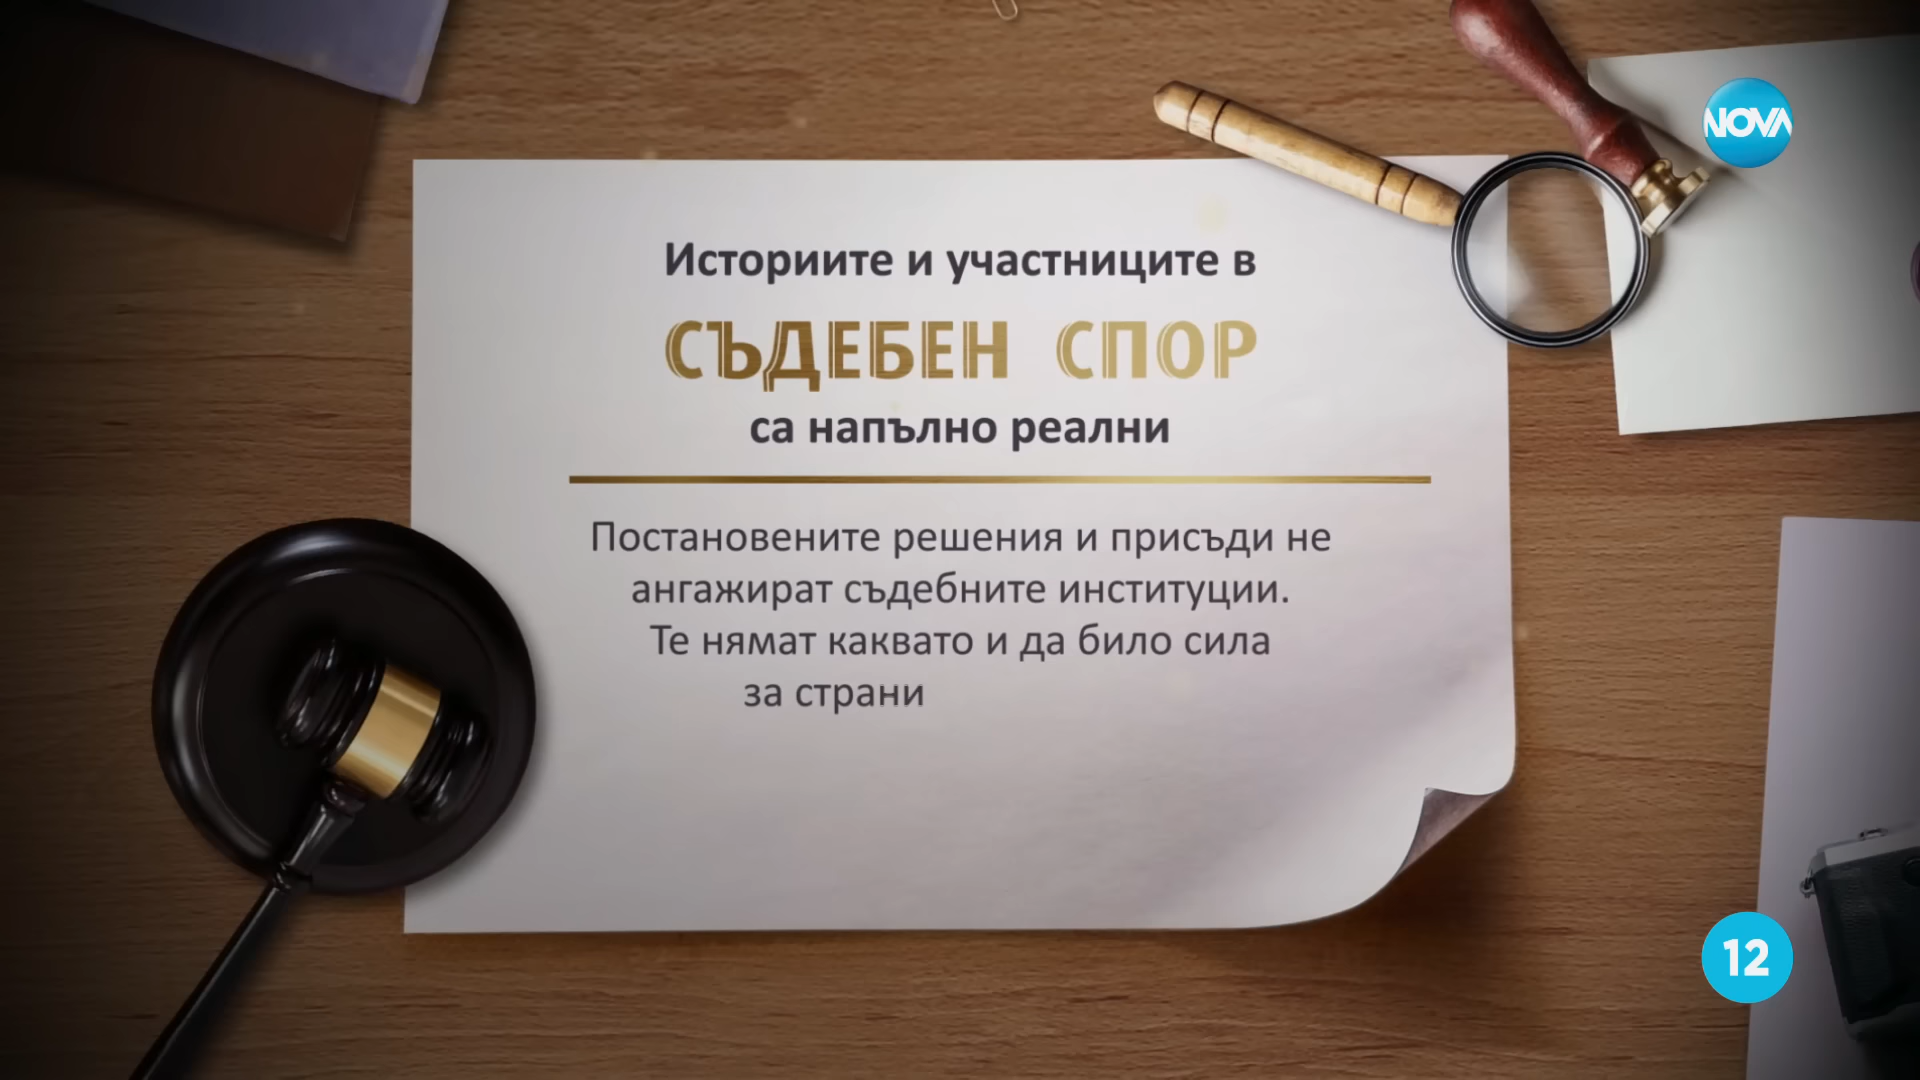 NOVA
Историите и участниците в
СЪДЕБЕН СПОР
са напълно реални
Постановените решения и присъди не
ангажират съдебните институции.
Те нямат каквато и да било сила
за страни
12